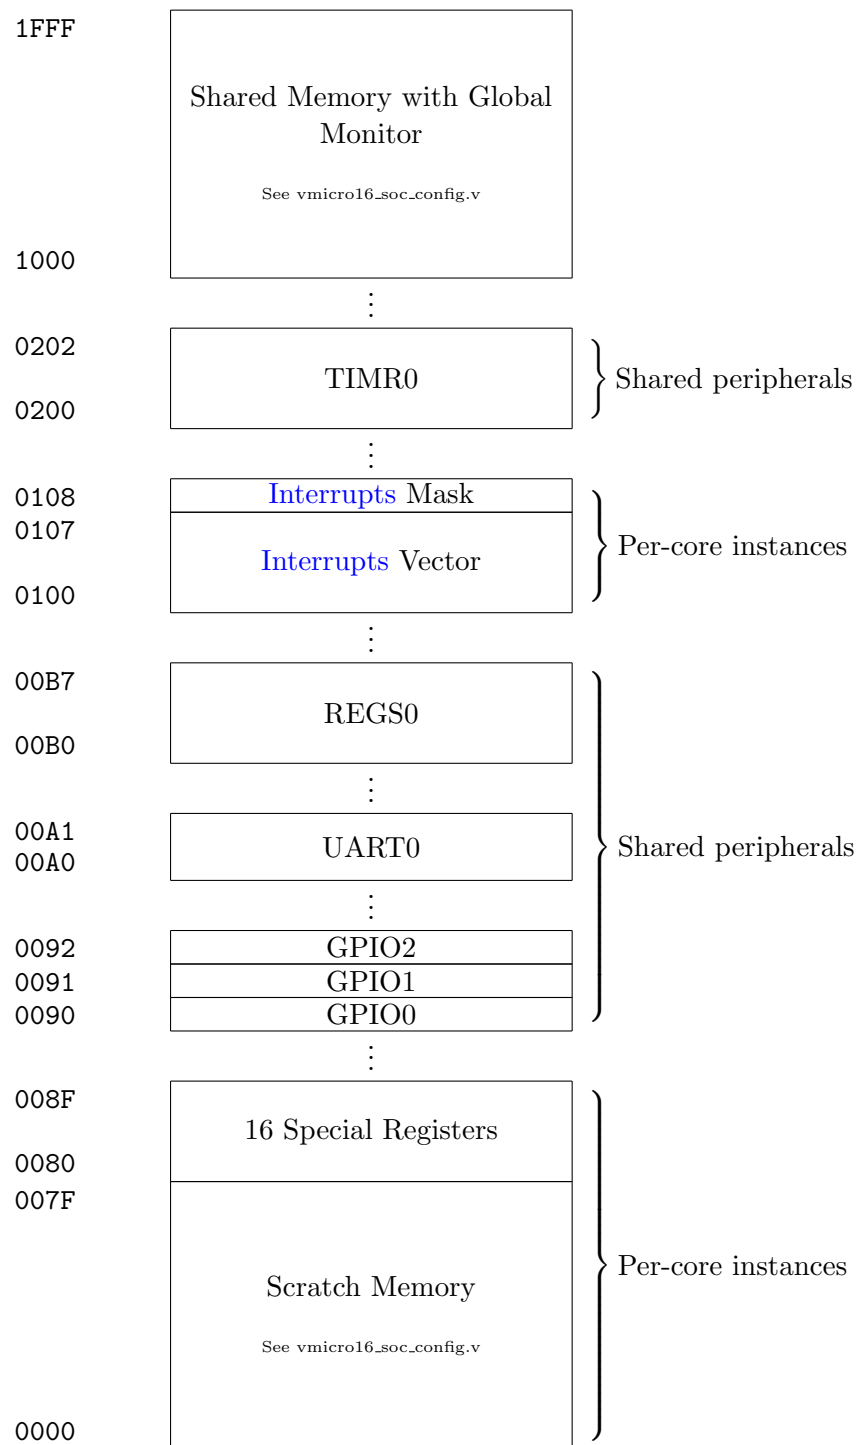 1FFF
Shared Memory with Global
Monitor
See vmicro16_soc_config.v
1000
0202
TIMR0
Shared peripherals
0200
0108
Interrupts Mask
0107
Interrupts Vector
Per-core instances
0100
00B7
REGS0
00B0
00A1
UART0
Shared peripherals
00A0
0092
GPIO2
0091
GPIO1
0090
GPIO0
008F
16 Special Registers
0080
007F
Scratch Memory
Per-core instances
See vmicro16_soc_config.v
0000